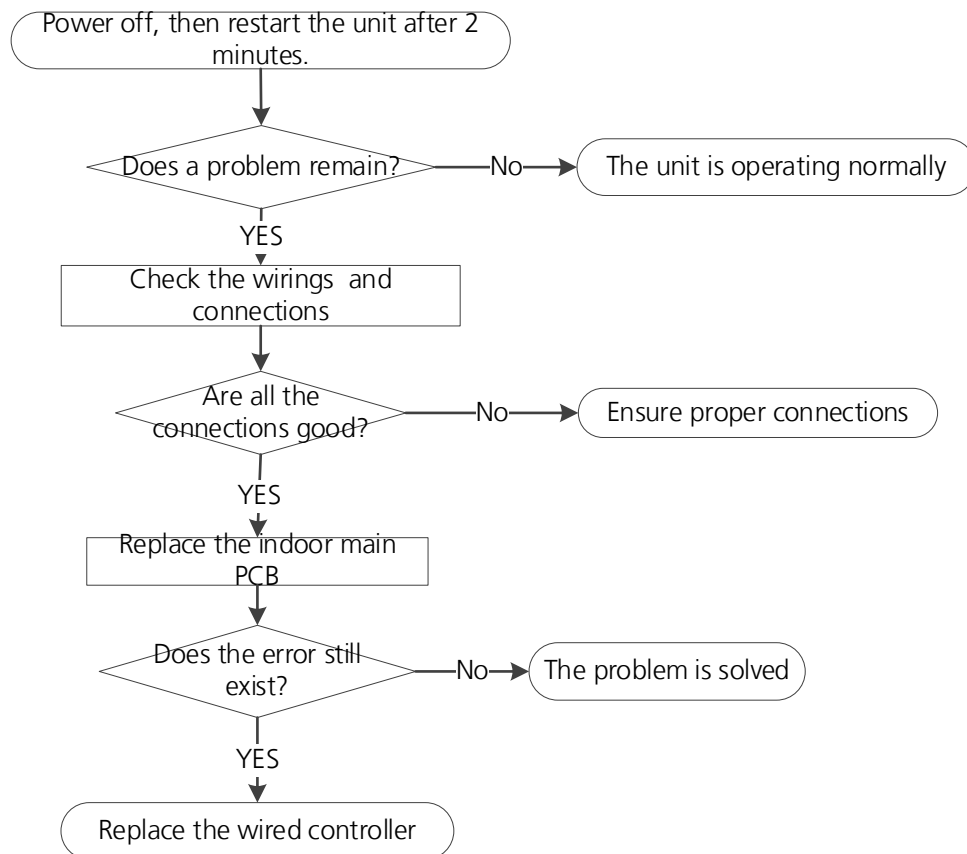 Power off, then restart the unit after 2
minutes.
Does a problem remain?
No
The unit is operating normally
YES
Check the wirings and
connections
Are all the
connections good?
No
Ensure proper connections
YES
Replace the indoor main
PCB
Does the error still
exist?
No
The problem is solved
YES
Replace the wired controller